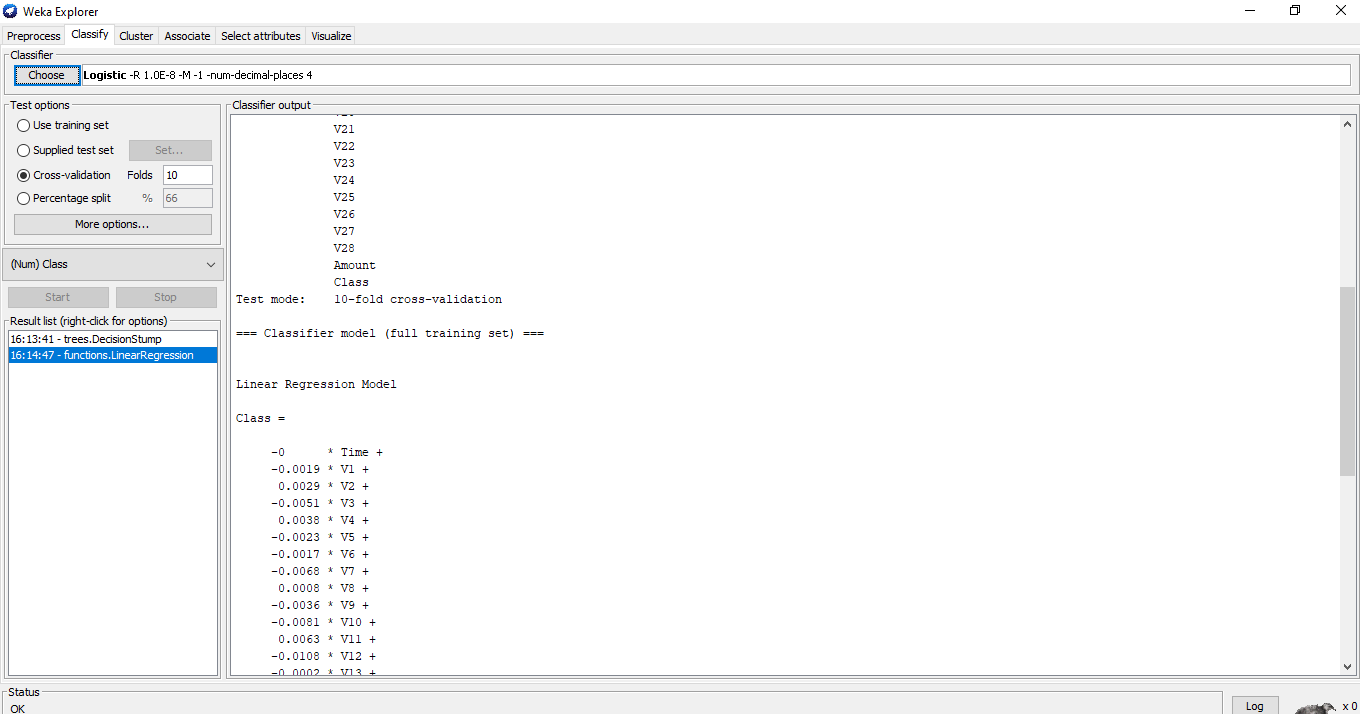 Weka Explorer
Preprocess Classify Cluster Associate Select attributes Visualize
Classifier
Choose Logistic -R 1.0E-8 -M -1 -num-decimal-places 4
Test options
Use training set
Supplied test set Set...
Cross-validation Folds 10
Percentage split % 66
More options...
(Num) Class
Start Stop
Result list (right-click for options)
16:13:41 - trees.DecisionStump
16:14:47 - functions.LinearRegression
Classifier output
V21
V22
V23
V24
V25
V26
V27
V28
Amount
Class
Test mode: 10-fold cross-validation
=== Classifier model (full training set) ===
Linear Regression Model
Class =
-0 * Time +
-0.0019 * V1 +
0.0029 * V2 +
-0.0051 * V3 +
0.0038 * V4 +
-0.0023 * V5 +
-0.0017 * V6 +
-0.0068 * V7 +
0.0008 * V8 +
-0.0036 * V9 +
-0.0081 * V10 +
0.0063 * V11 +
-0.0108 * V12 +
-0.0002 * V13 +
Status
OK
Log x 0